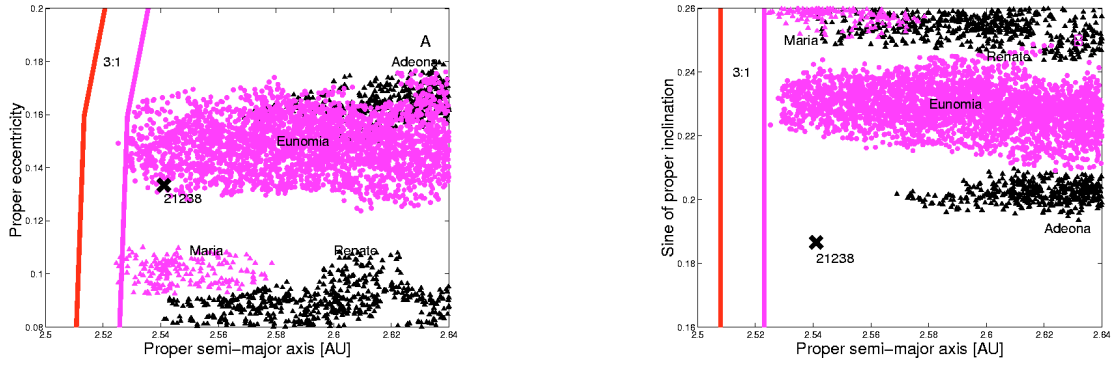 0.2
0.18
0.16
0.14
0.12
0.1
0.08
2.5
2.52
2.54
2.56
2.58
2.6
2.62
2.64
Proper eccentricity
Proper semi-major axis [AU]
3:1
A
Adeona
Eunomia
21238
Maria
Renate
0.26
0.24
0.22
0.2
0.18
0.16
2.5
2.52
2.54
2.56
2.58
2.6
2.62
2.64
Sine of proper inclination
Proper semi-major axis [AU]
Maria
Renate
3:1
Eunomia
Adeona
21238